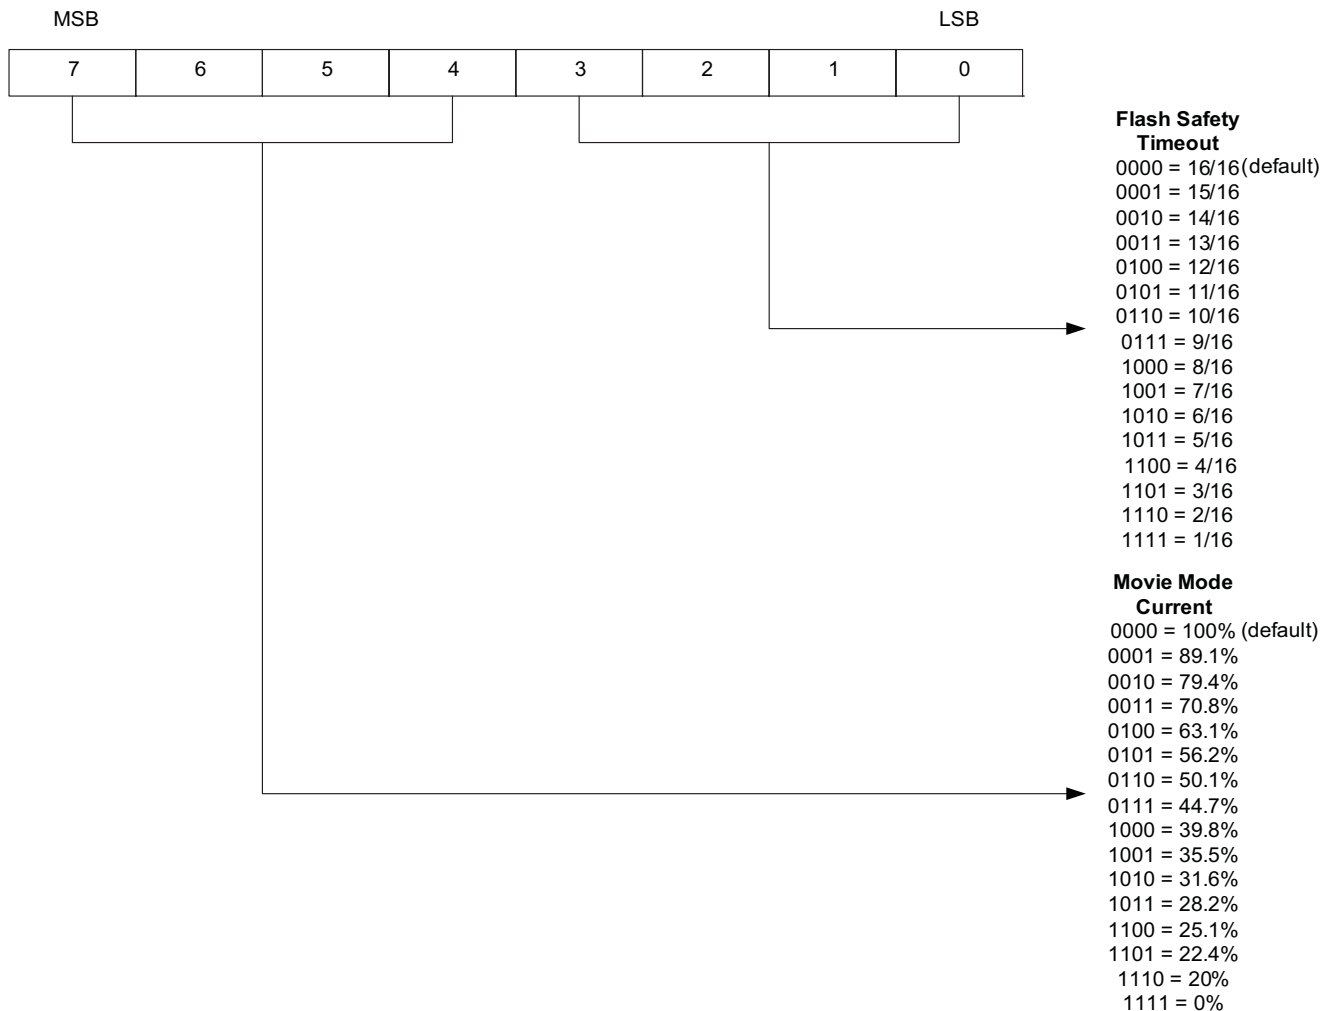 MSB LSB
7 6 5 4 3 2 1 0
Flash Safety
Timeout
0000 = 16/16(default)
0001 = 15/16
0010 = 14/16
0011 = 13/16
0100 = 12/16
0101 = 11/16
0110 = 10/16
0111 = 9/16
1000 = 8/16
1001 = 7/16
1010 = 6/16
1011 = 5/16
1100 = 4/16
1101 = 3/16
1110 = 2/16
1111 = 1/16
Movie Mode
Current
0000 = 100% (default)
0001 = 89.1%
0010 = 79.4%
0011 = 70.8%
0100 = 63.1%
0101 = 56.2%
0110 = 50.1%
0111 = 44.7%
1000 = 39.8%
1001 = 35.5%
1010 = 31.6%
1011 = 28.2%
1100 = 25.1%
1101 = 22.4%
1110 = 20%
1111 = 0%